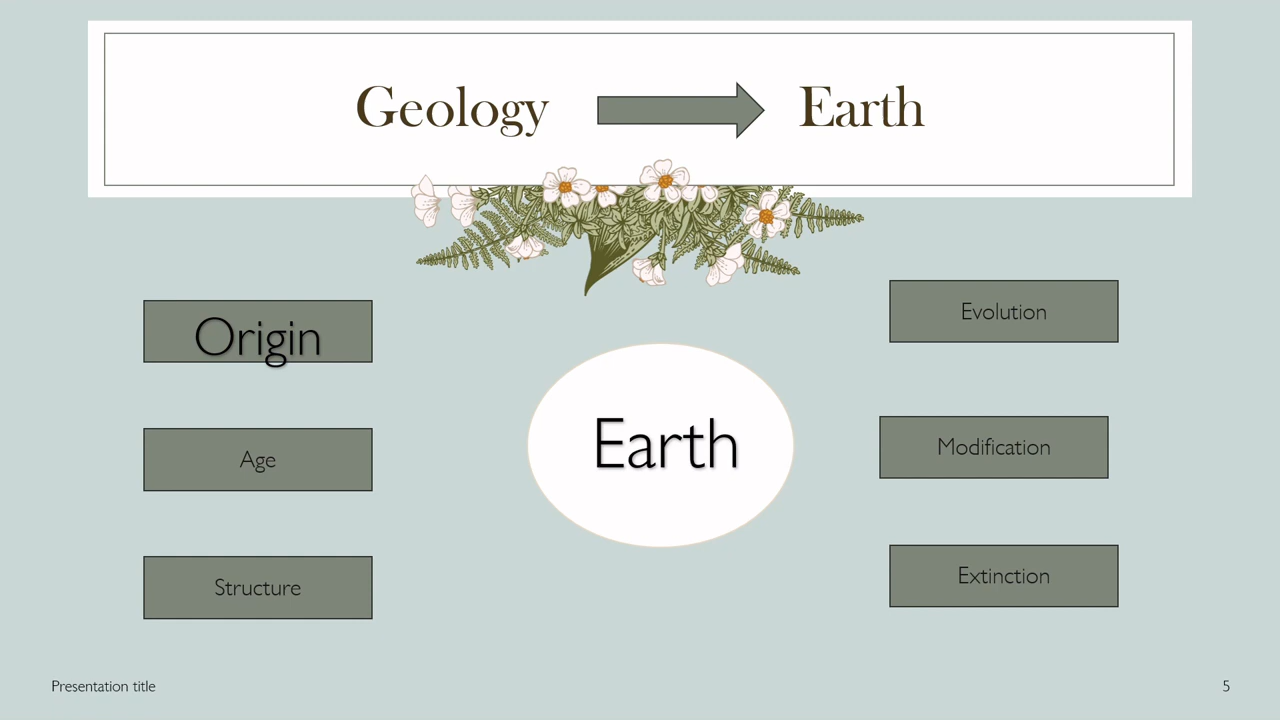 Geology Earth
Origin
Age
Structure
Earth
Evolution
Modification
Extinction
Presentation title
5